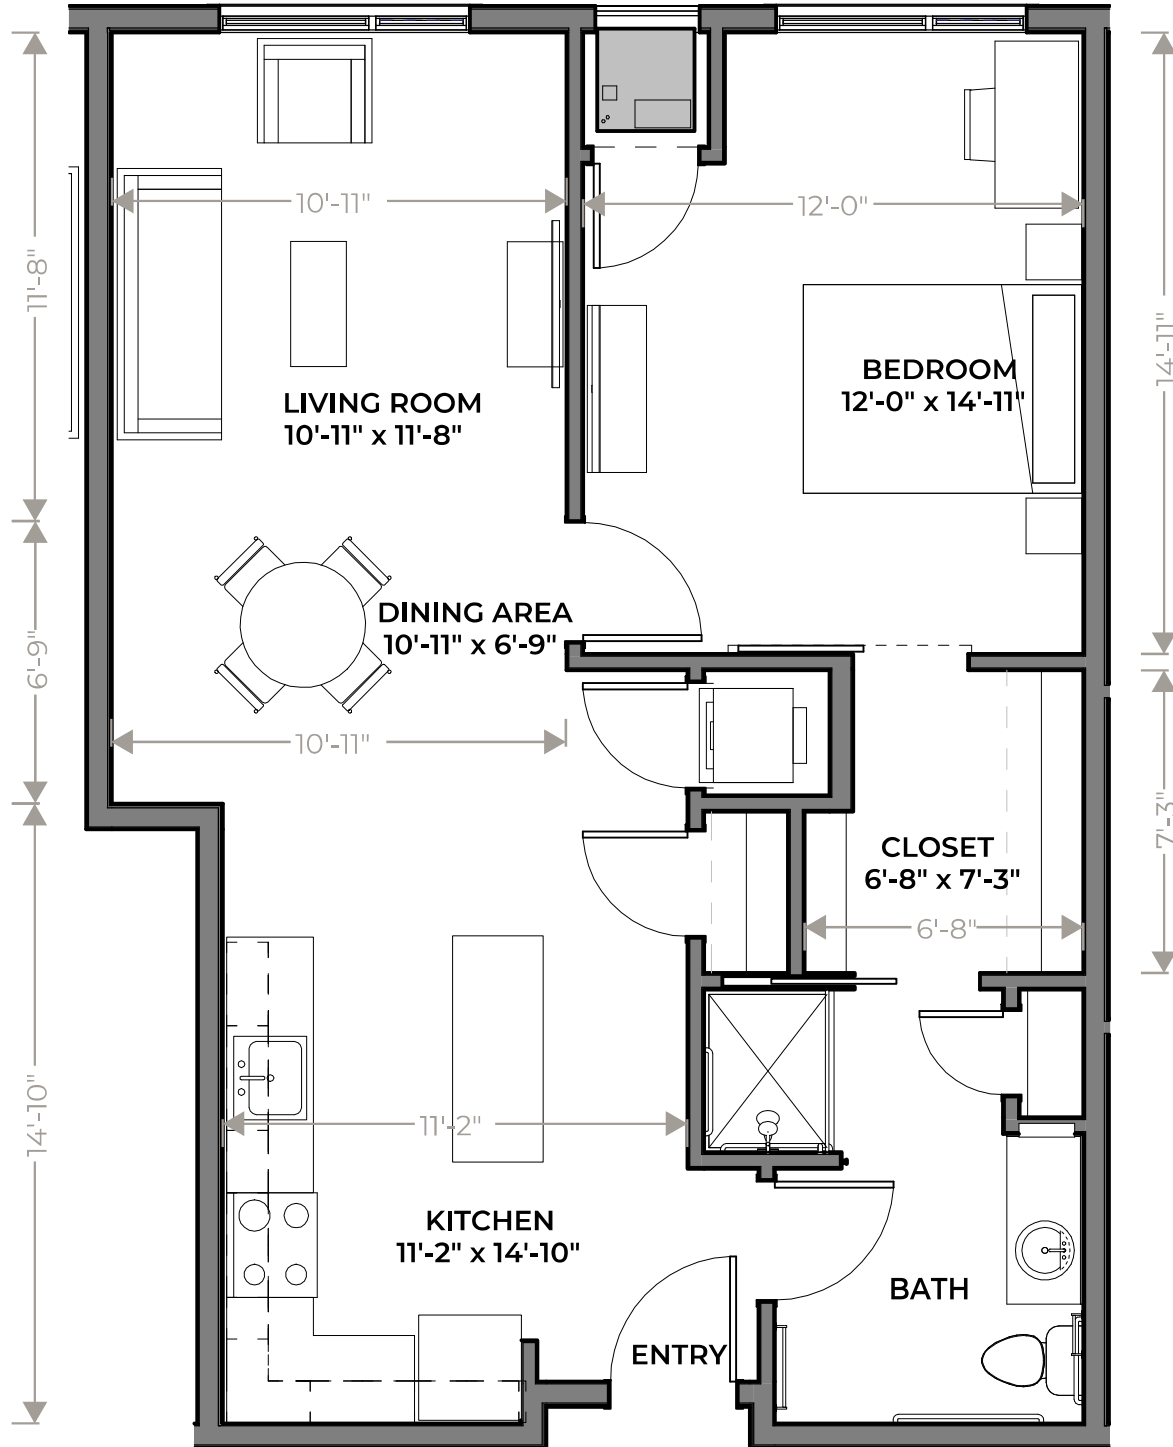 10'-11"
12'-0"
11'-8"
14'-11"
BEDROOM
12'-0" x 14'-11"
LIVING ROOM
10'-11" x 11'-8"
DINING AREA
10'-11" x 6'-9"
6'-9"
10'-11"
7'-3"
CLOSET
6'-8" x 7'-3"
6'-8"
14'-10"
11'-2"
KITCHEN
11'-2" x 14'-10"
BATH
ENTRY